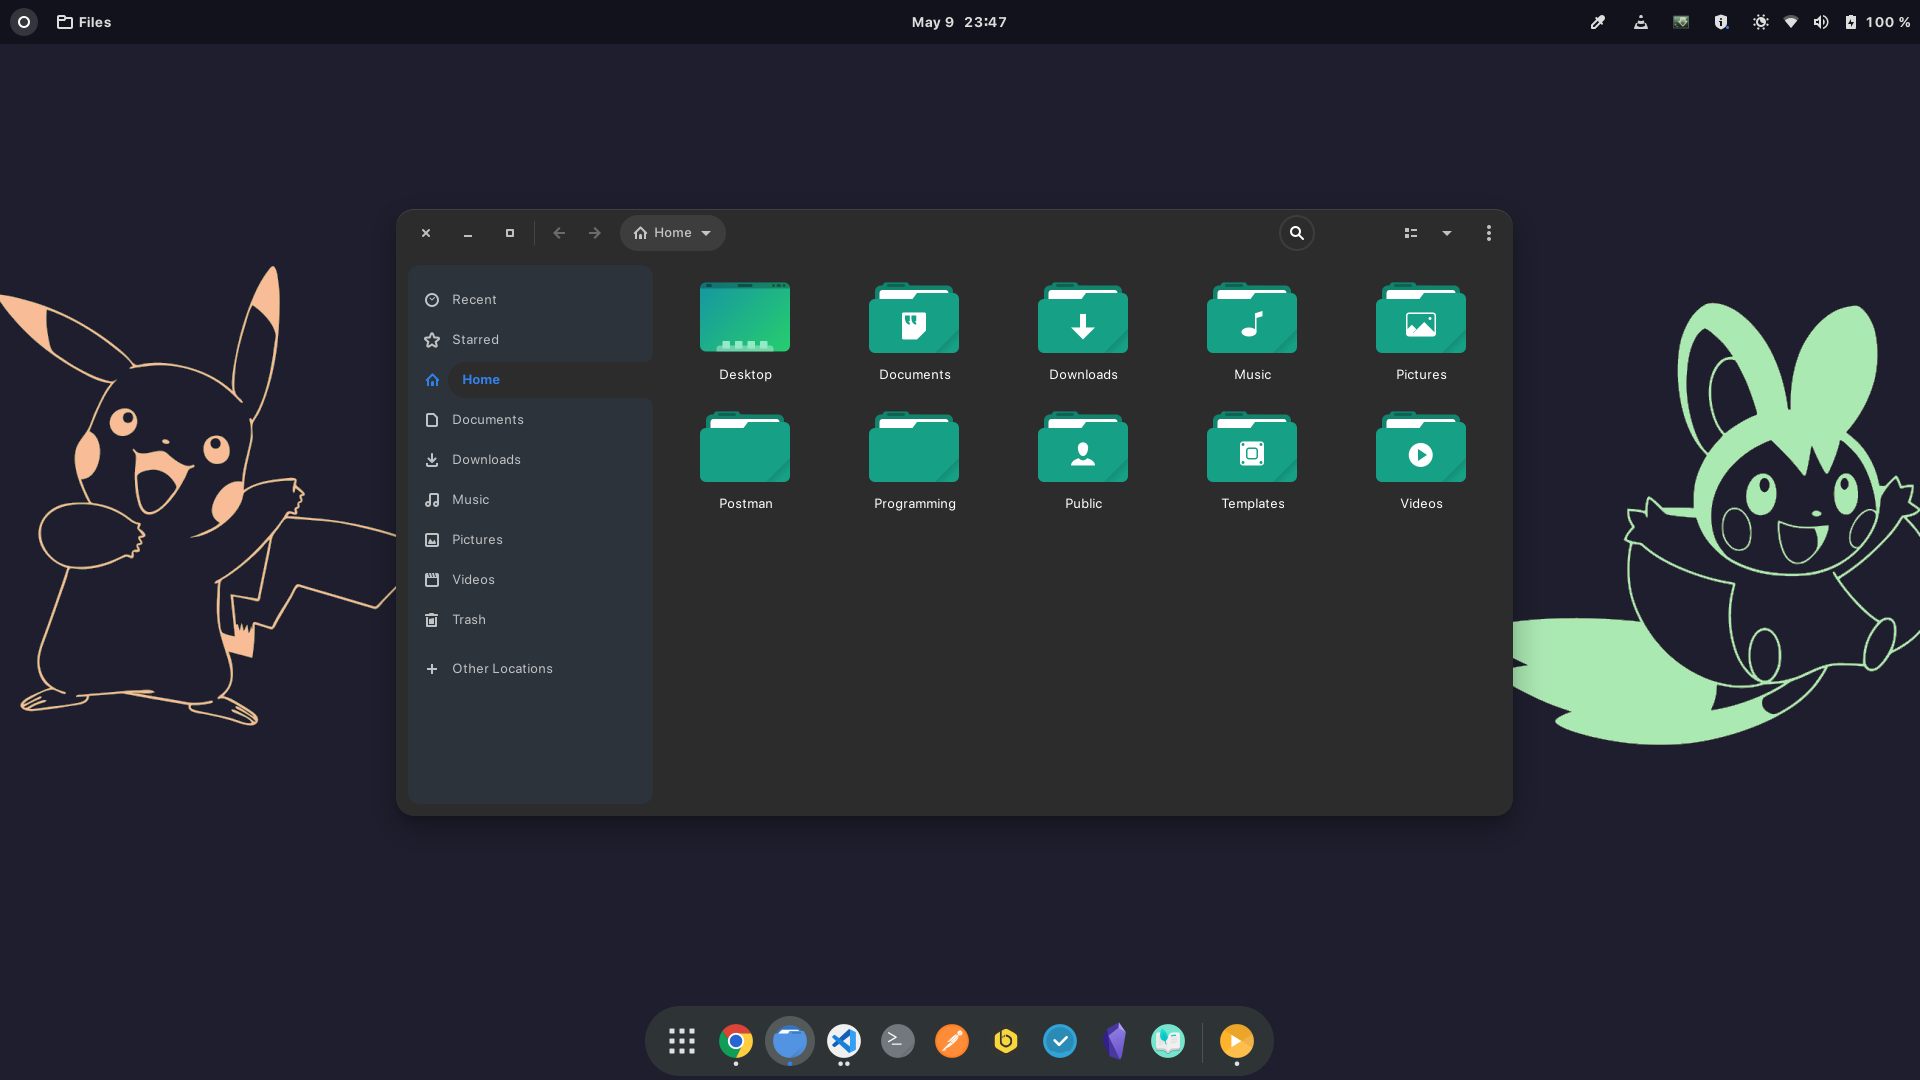 Files
May 9 23:47
100 %
Home
Recent
Starred
Home
Documents
Downloads
Music
Pictures
Videos
Trash
Other Locations
Desktop
Documents
Downloads
Music
Pictures
Postman
Programming
Public
Templates
Videos